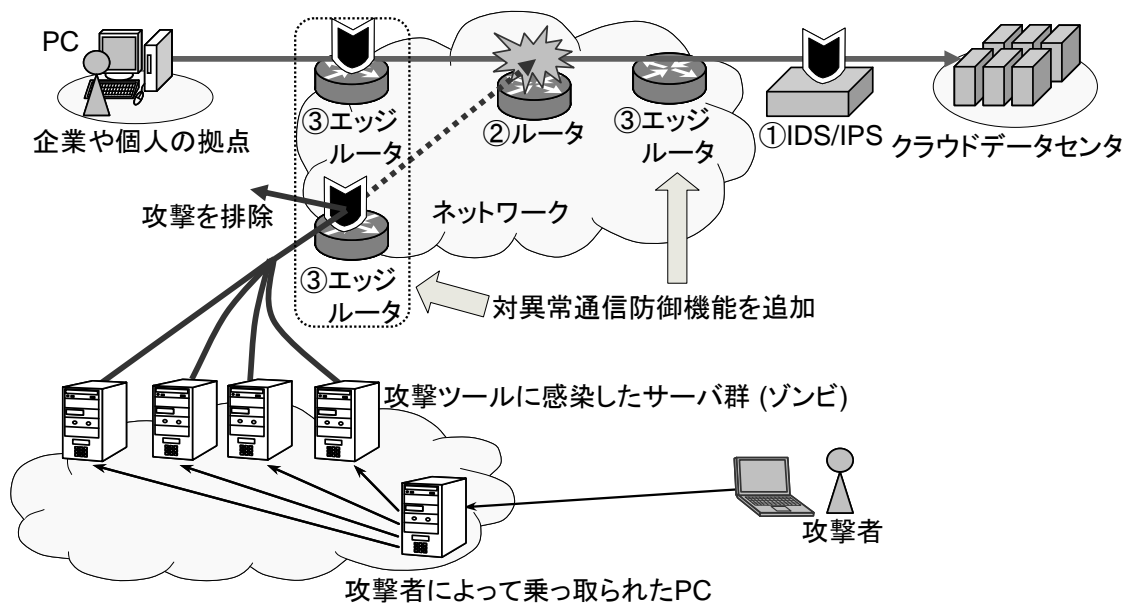 PC
企業や個人の拠点
③エッジ
ルータ
②ルータ
③エッジ
ルータ
①IDS/IPS
クラウドデータセンタ
攻撃を排除
ネットワーク
③エッジ
ルータ
対異常通信防御機能を追加
攻撃ツールに感染したサーバ群 (ゾンビ)
攻撃者
攻撃者によって乗っ取られたPC